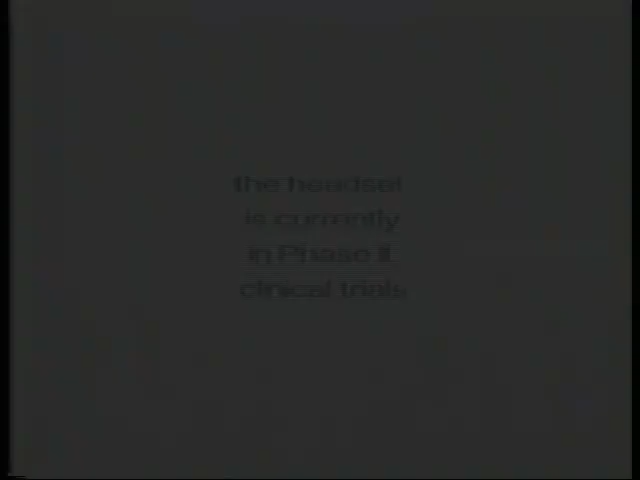 the headset
is currently
in Phase II
clinical trials